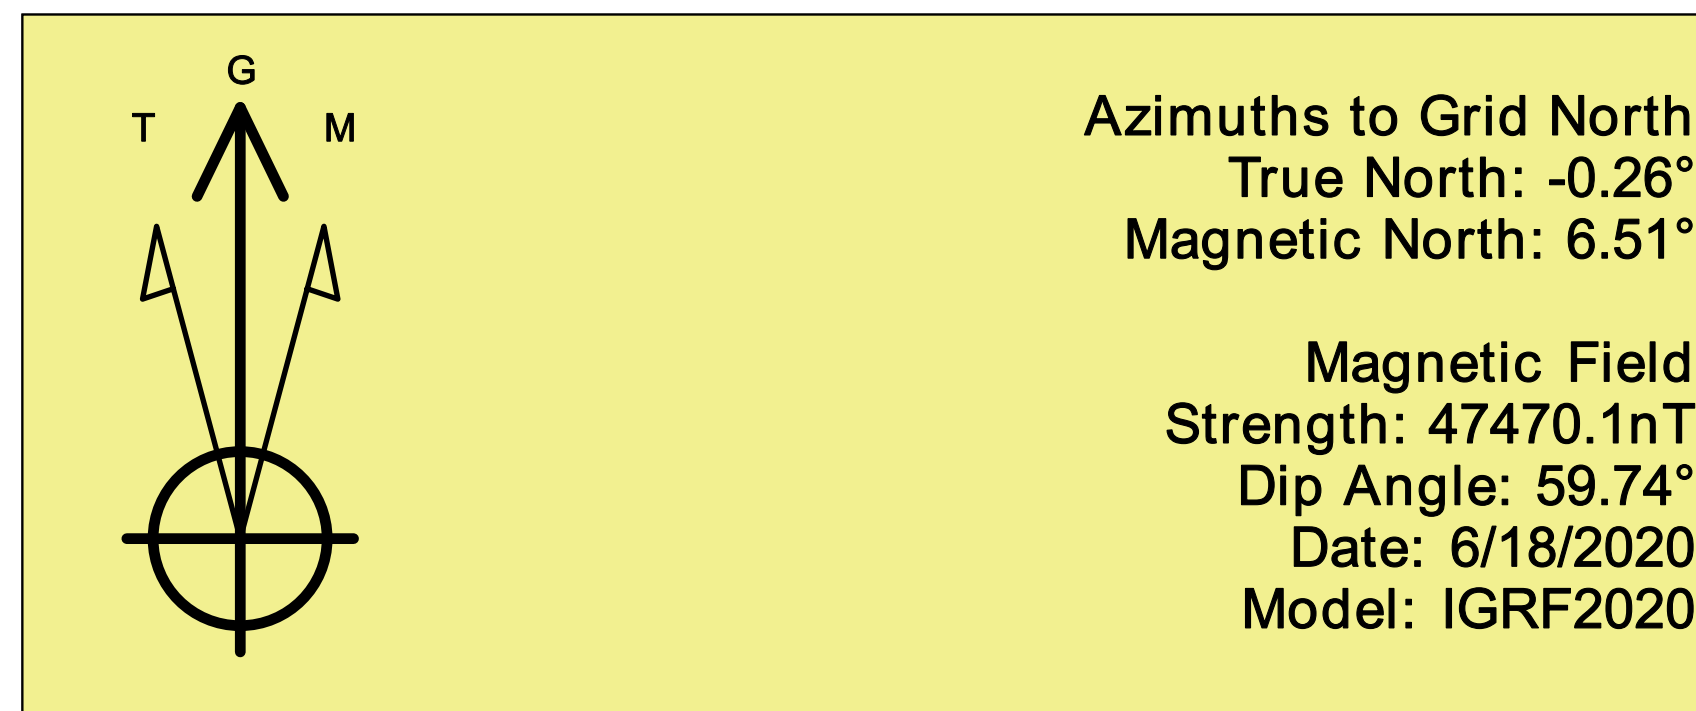 G
T M
Azimuths to Grid North
True North: -0.26°
Magnetic North: 6.51°
Magnetic Field
Strength: 47470.1nT
Dip Angle: 59.74°
Date: 6/18/2020
Model: IGRF2020